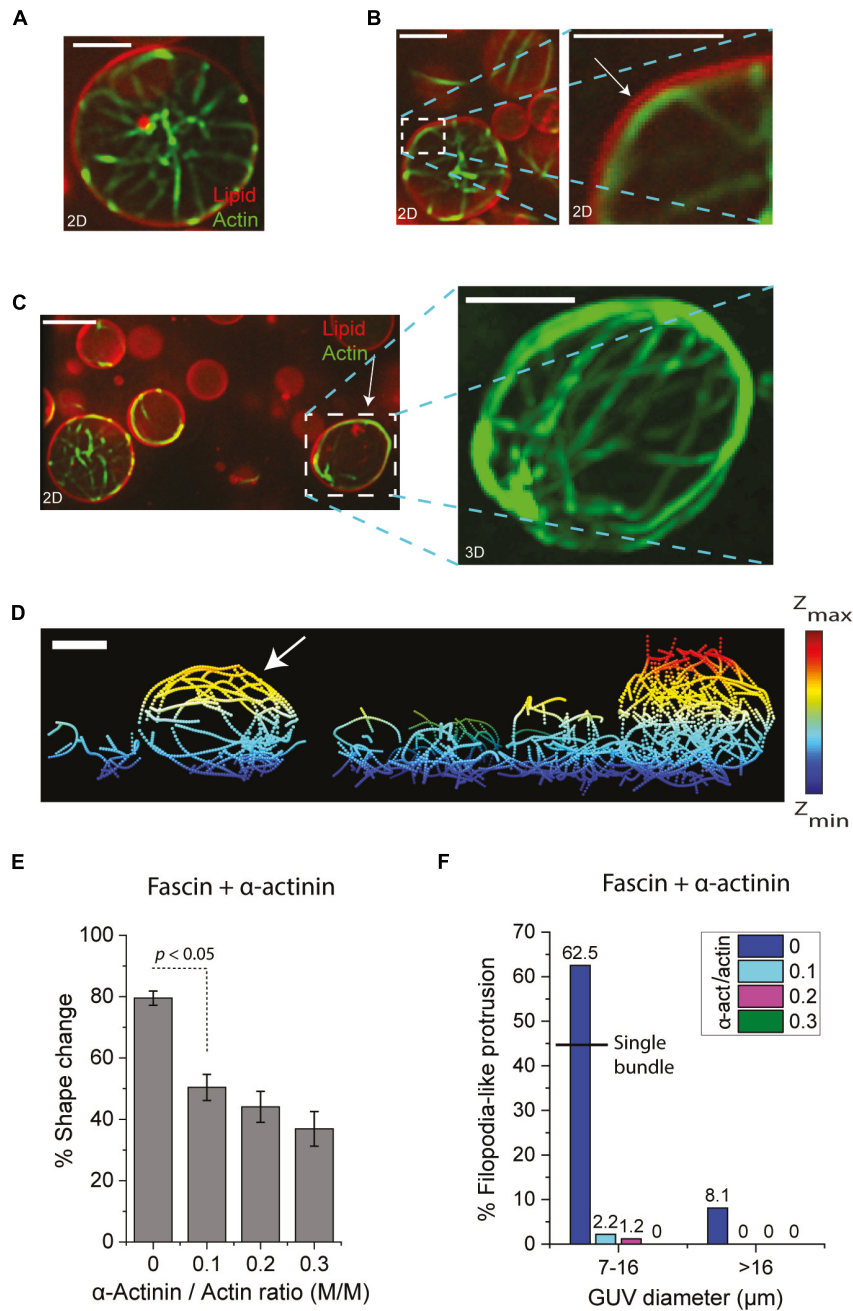 A
Lipid
Actin
2D
B
2D
2D
C
Lipid
Actin
2D
3D
D
Zmax
Zmin
E
Fascin + α-actinin
% Shape change
100
80
60
40
20
0
p < 0.05
0 0.1 0.2 0.3
α-Actinin / Actin ratio (M/M)
F
Fascin + α-actinin
% Filopodia-like protrusion
70
60
50
40
30
20
10
0
62.5
Single
bundle
2.2
1.2
0
8.1
0 0 0
α-act/actin
0
0.1
0.2
0.3
7-16 >16
GUV diameter (μm)